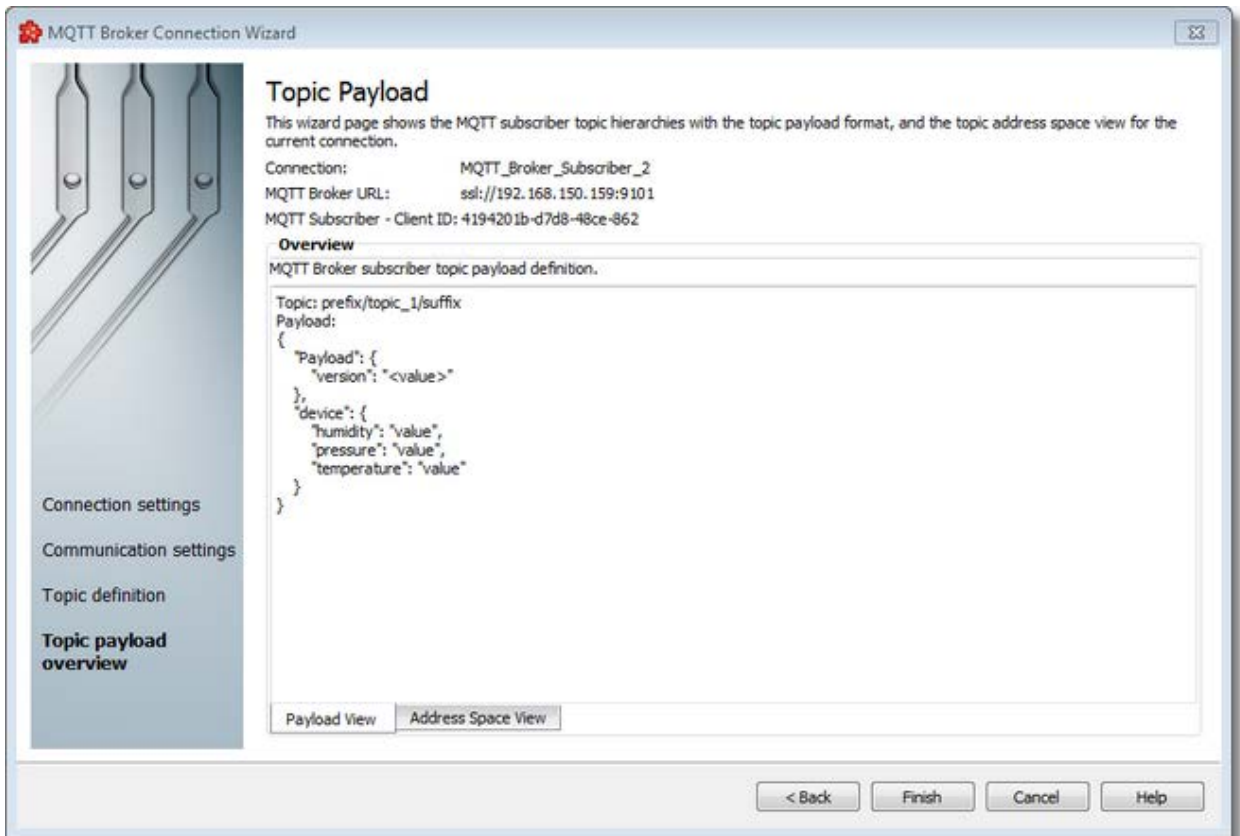 MQTT Broker Connection Wizard
Topic Payload
This wizard page shows the MQTT subscriber topic hierarchies with the topic payload format, and the topic address space view for the
current connection.
Connection: MQTT_Broker_Subscriber_2
MQTT Broker URL: ssl://192.168.150.159:9101
MQTT Subscriber - Client ID: 4194201b-d7d8-48ce-862
Overview
MQTT Broker subscriber topic payload definition.
Topic: prefix/topic_1/suffix
Payload:
{
"Payload": {
"version": "<value>"
},
"device": {
"humidity": "value",
"pressure": "value",
"temperature": "value"
}
}
Connection settings
Communication settings
Topic definition
Topic payload
overview
Payload View Address Space View
< Back Finish Cancel Help